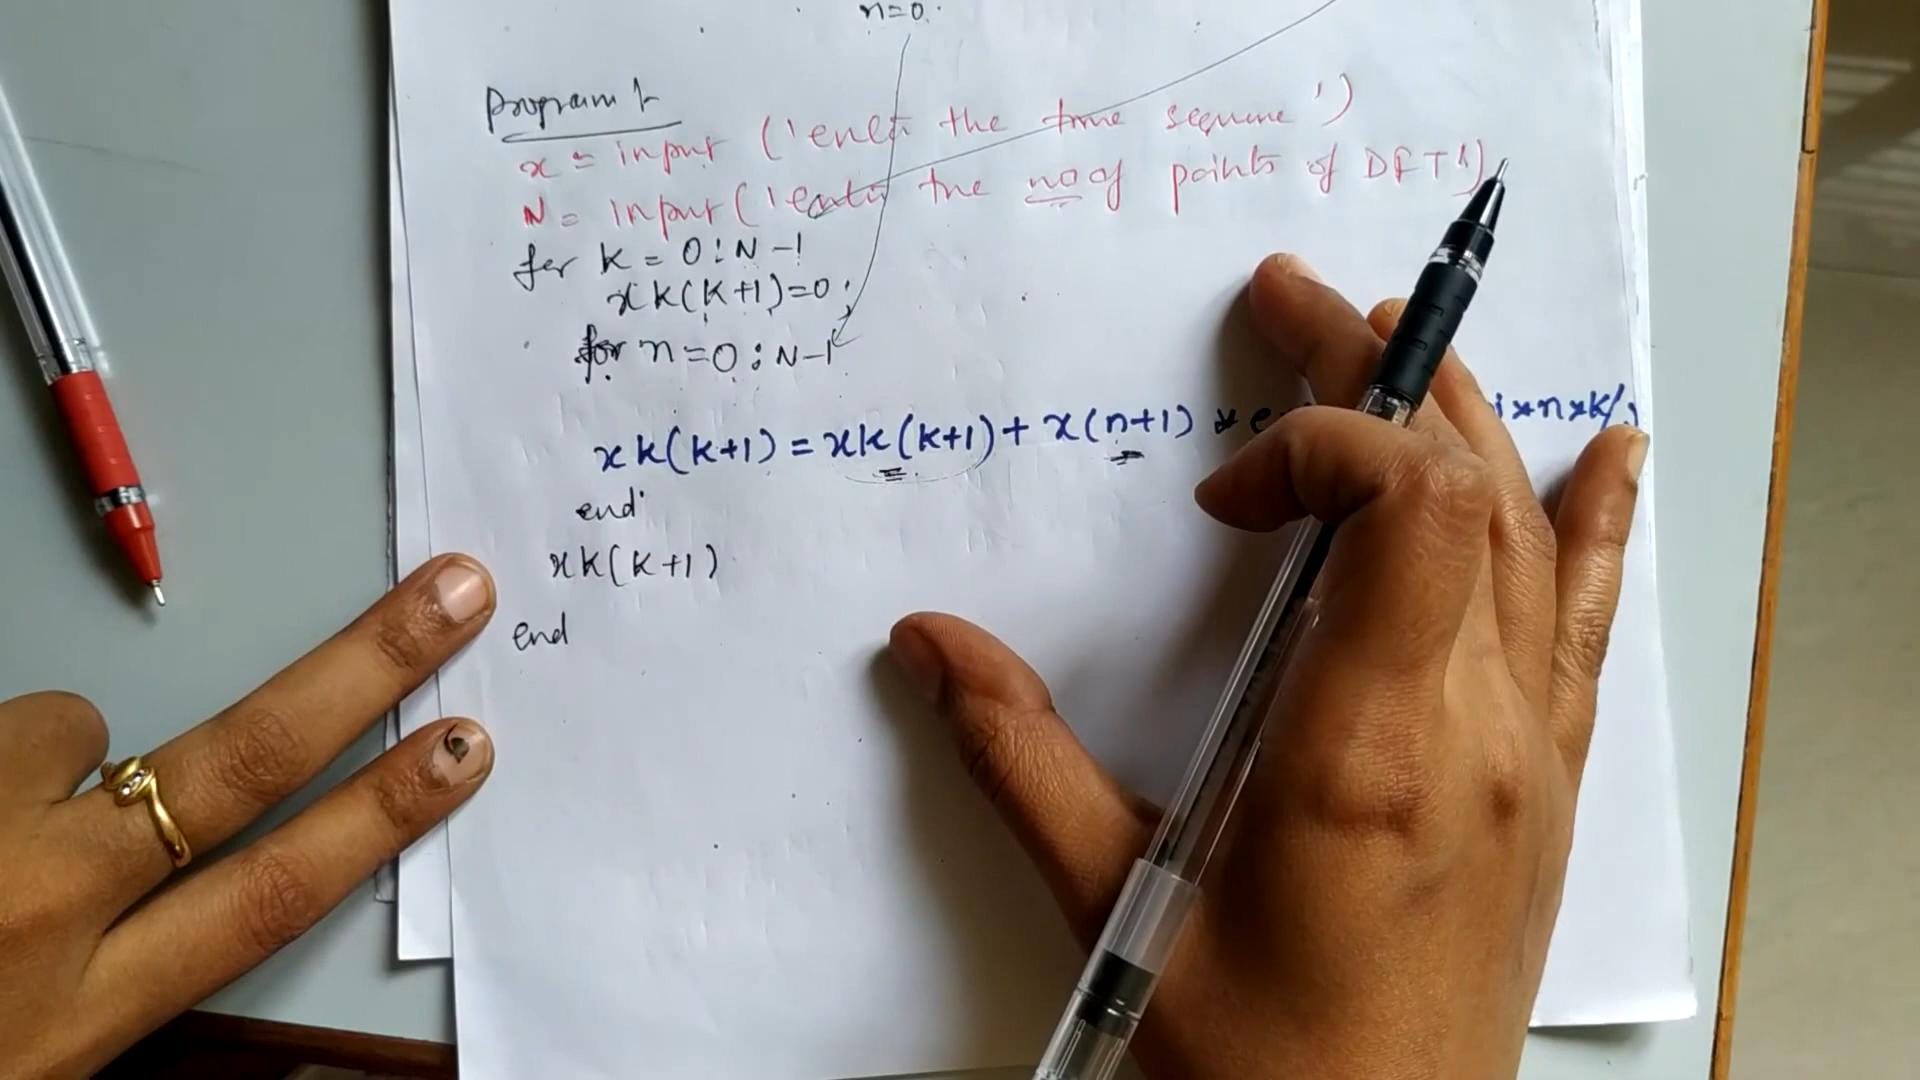 n=0.
Program 1-
x = input ('enter the time sequence')
N = input ('enter the no of points of DFT')
for k = 0:N-1
xk(k+1)=0;
for n=0:N-1
xk(k+1) = xk(k+1) + x(n+1) * e i*n*k/
end
xk(k+1)
end